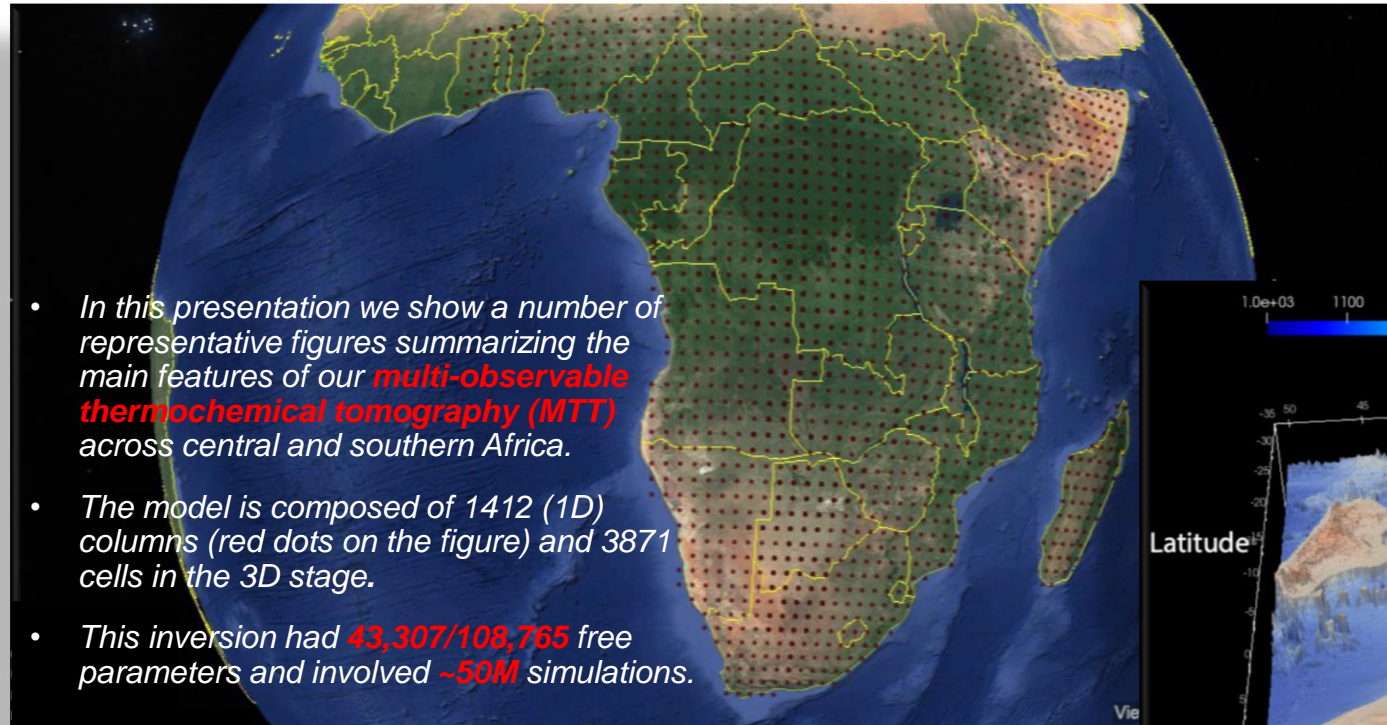 • In this presentation we show a number of
representative figures summarizing the
main features of our multi-observable
thermochemical tomography (MTT)
across central and southern Africa.
• The model is composed of 1412 (1D)
columns (red dots on the figure) and 3871
cells in the 3D stage.
• This inversion had 43,307/108,765 free
parameters and involved ~50M simulations.
Vie
1.0e+03 1100
-35 50 45
-30
-25
-20
Latitude
-15
-10
-5
0
5